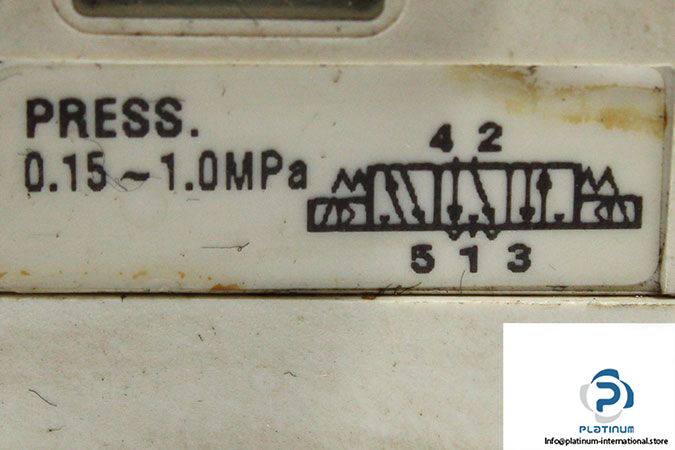 PRESS.
0.15~1.0MPa
4 2
5 1 3
PLATINUM
Info@platinum-international.store